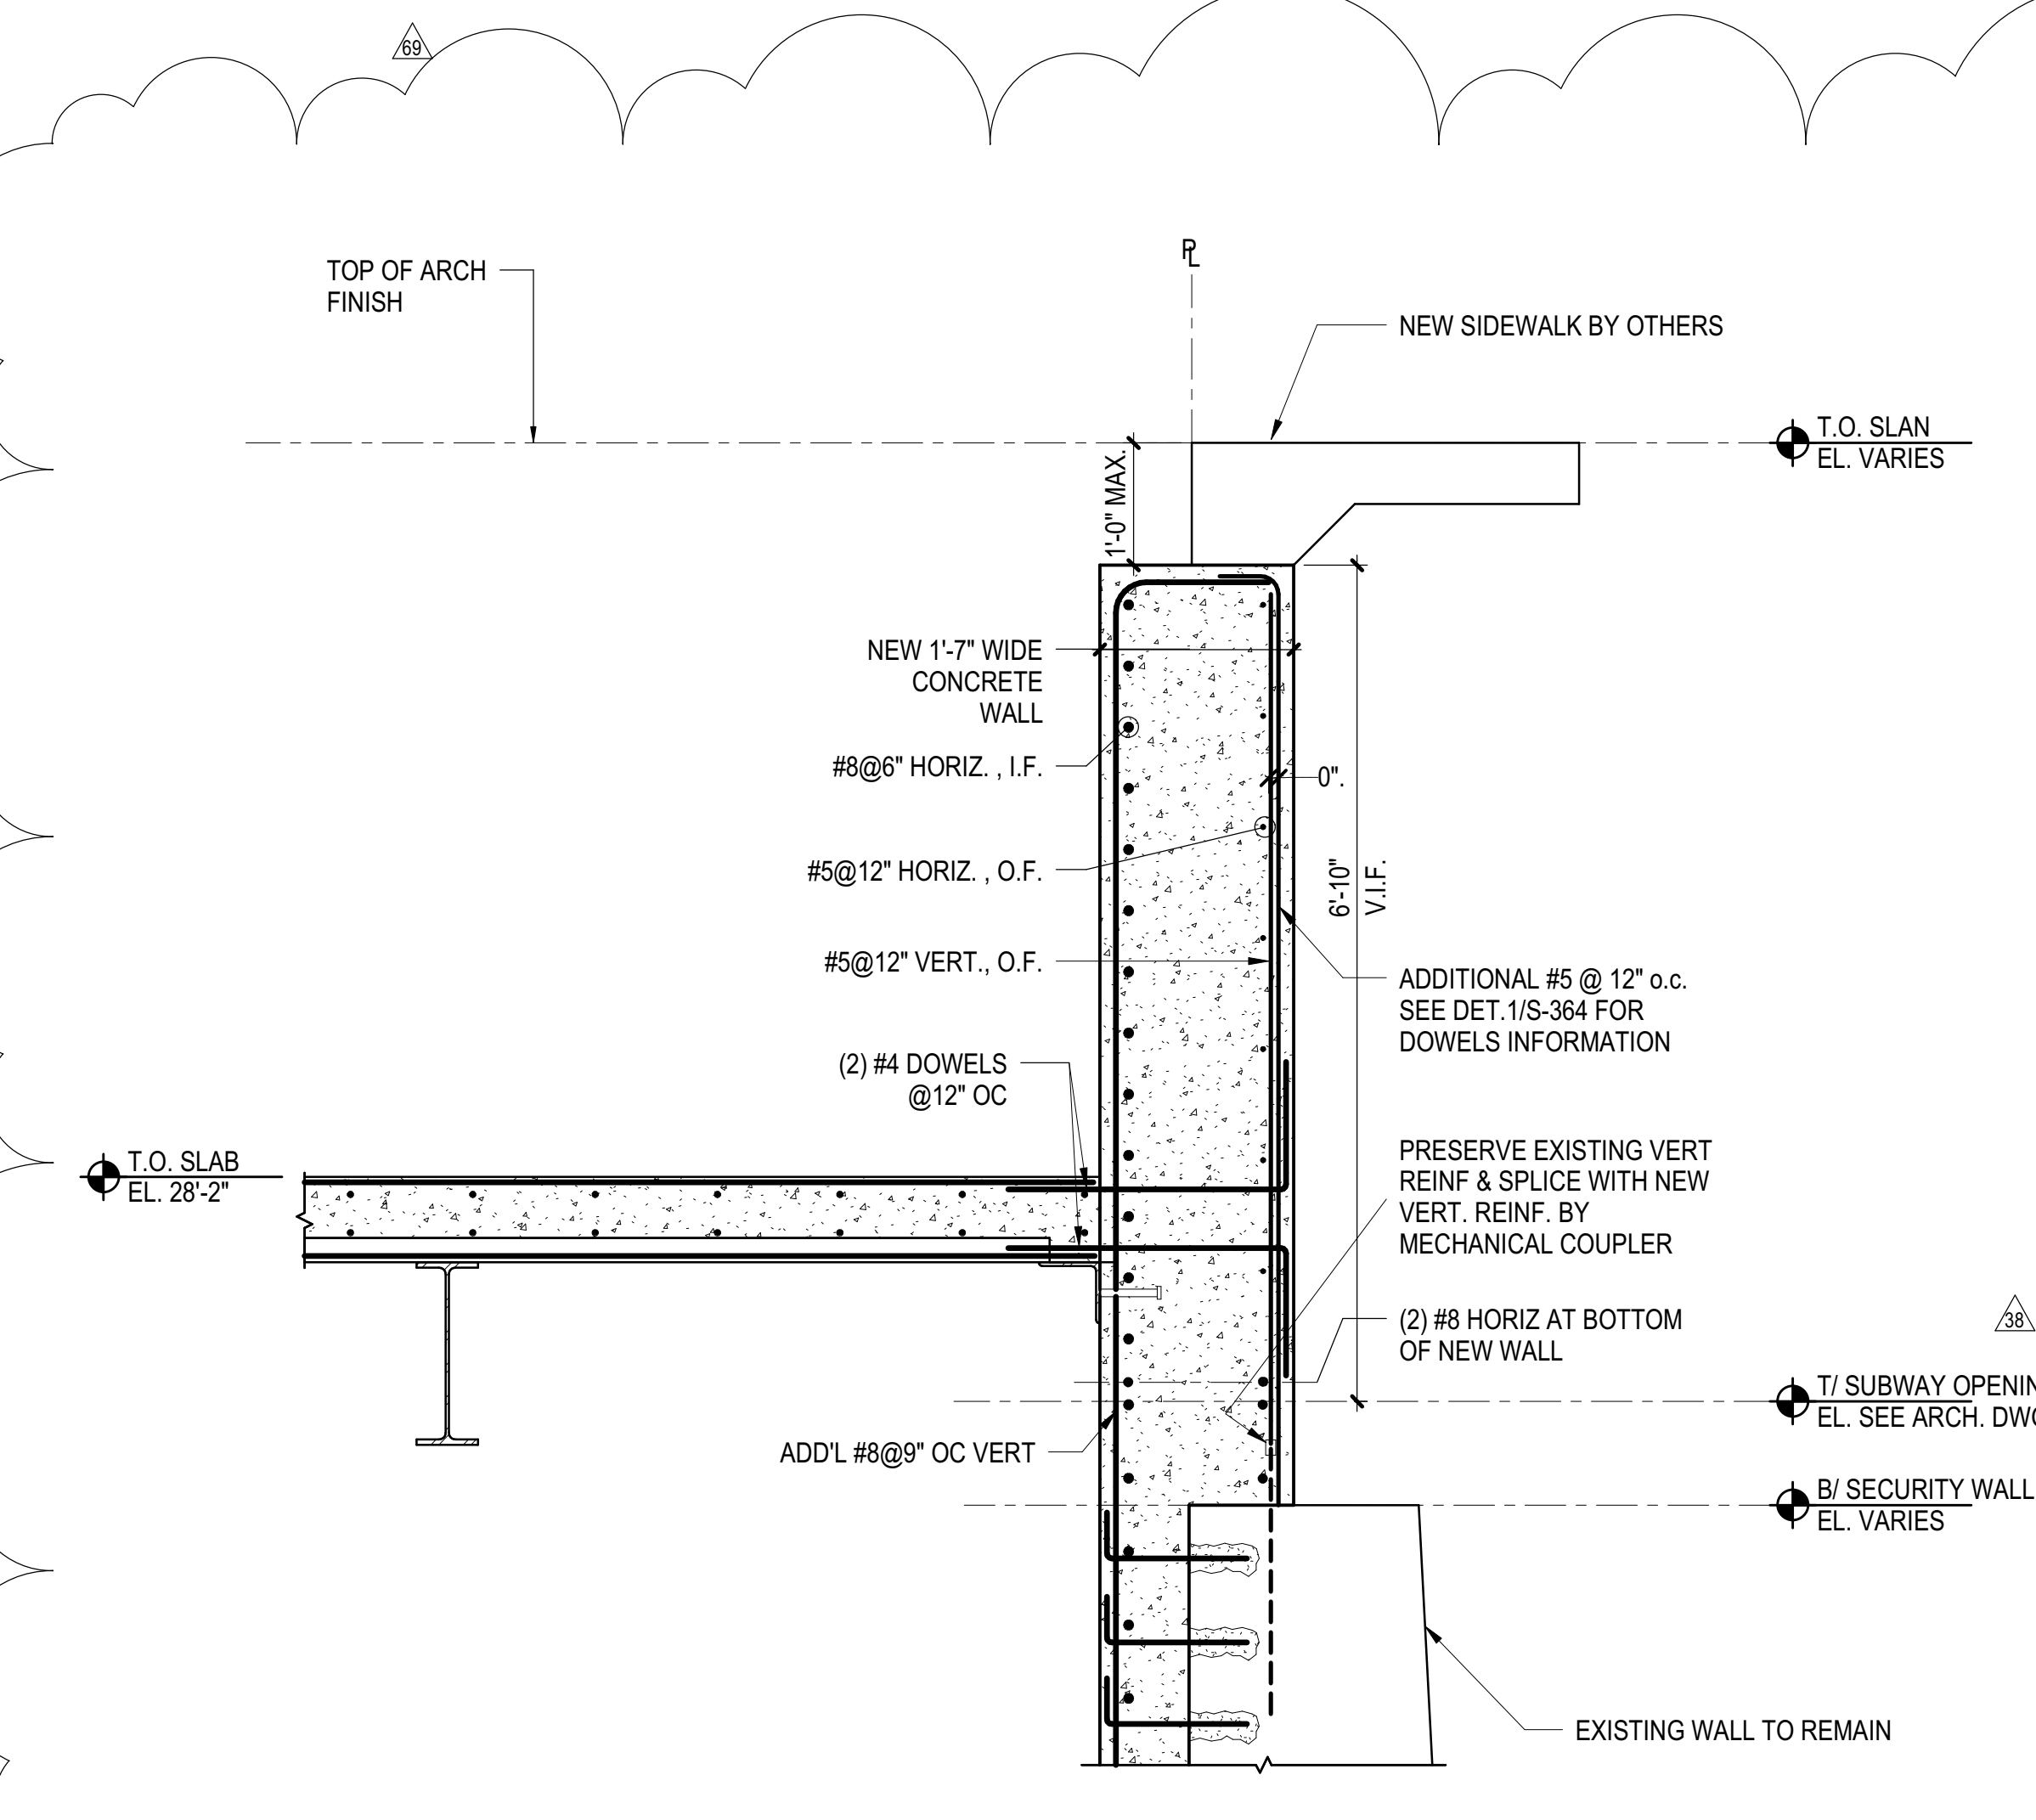 69
TOP OF ARCH
FINISH
PL
NEW SIDEWALK BY OTHERS
T.O. SLAN
EL. VARIES
1'-0" MAX.
NEW 1'-7" WIDE
CONCRETE
WALL
#8@6" HORIZ. , I.F.
0".
#5@12" HORIZ. , O.F.
6'-10"
V.I.F.
#5@12" VERT., O.F.
ADDITIONAL #5 @ 12" o.c.
SEE DET.1/S-364 FOR
DOWELS INFORMATION
(2) #4 DOWELS
@12" OC
T.O. SLAB
EL. 28'-2"
PRESERVE EXISTING VERT
REINF & SPLICE WITH NEW
VERT. REINF. BY
MECHANICAL COUPLER
(2) #8 HORIZ AT BOTTOM
OF NEW WALL
38
T/ SUBWAY OPENIN
EL. SEE ARCH. DW
ADD'L #8@9" OC VERT
B/ SECURITY WALL
EL. VARIES
EXISTING WALL TO REMAIN